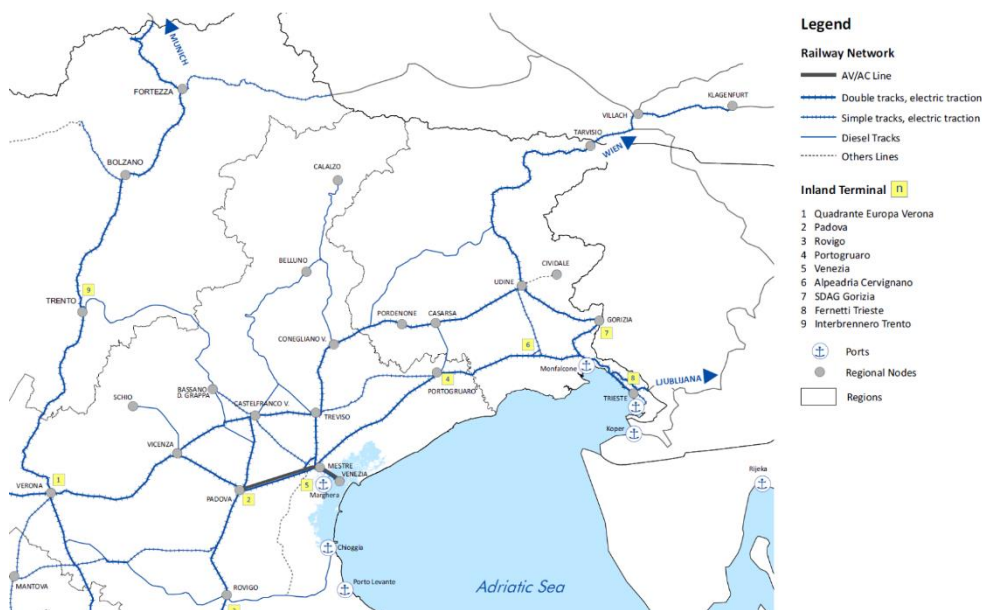 MUNICH
FORTEZZA
BOLZANO
CALALZO
BELLUNO
TRENTO
9
KLAGENFURT
VILLACH
TARVISIO
WIEN
CIVIDALE
UDINE
PORDENONE
CASARSA
GORIZIA
7
CONEGLIANO V.
6
Monfalcone
8
TRIESTE
LJUBLIJANA
Koper
Rijeka
4
PORTOGRUARO
BASSANO
D. GRAPPA
SCHIO
CASTELFRANCO V.
TREVISO
VICENZA
MESTRE
VENEZIA
5
Marghera
1
VERONA
PADOVA
2
Chioggia
MANTOVA
ROVIGO
Porto Levante
Adriatic Sea
Legend
Railway Network
AV/AC Line
Double tracks, electric traction
Simple tracks, electric traction
Diesel Tracks
Others Lines
Inland Terminal n
1 Quadrante Europa Verona
2 Padova
3 Rovigo
4 Portogruaro
5 Venezia
6 Alpeadria Cervignano
7 SDAG Gorizia
8 Fernetti Trieste
9 Interbrennero Trento
Ports
Regional Nodes
Regions